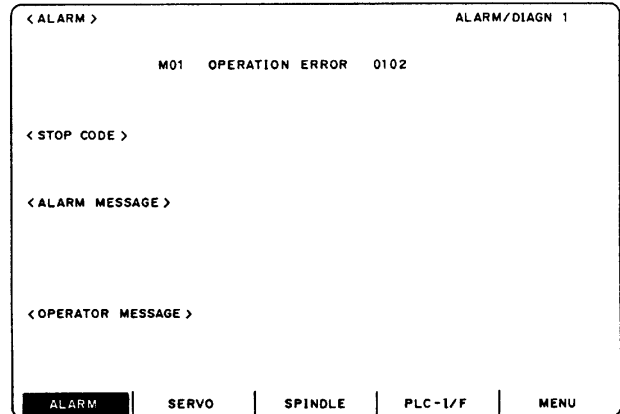 < ALARM > ALARM/DIAGN 1
M01 OPERATION ERROR 0102
< STOP CODE >
< ALARM MESSAGE >
< OPERATOR MESSAGE >
ALARM SERVO SPINDLE PLC-I/F MENU